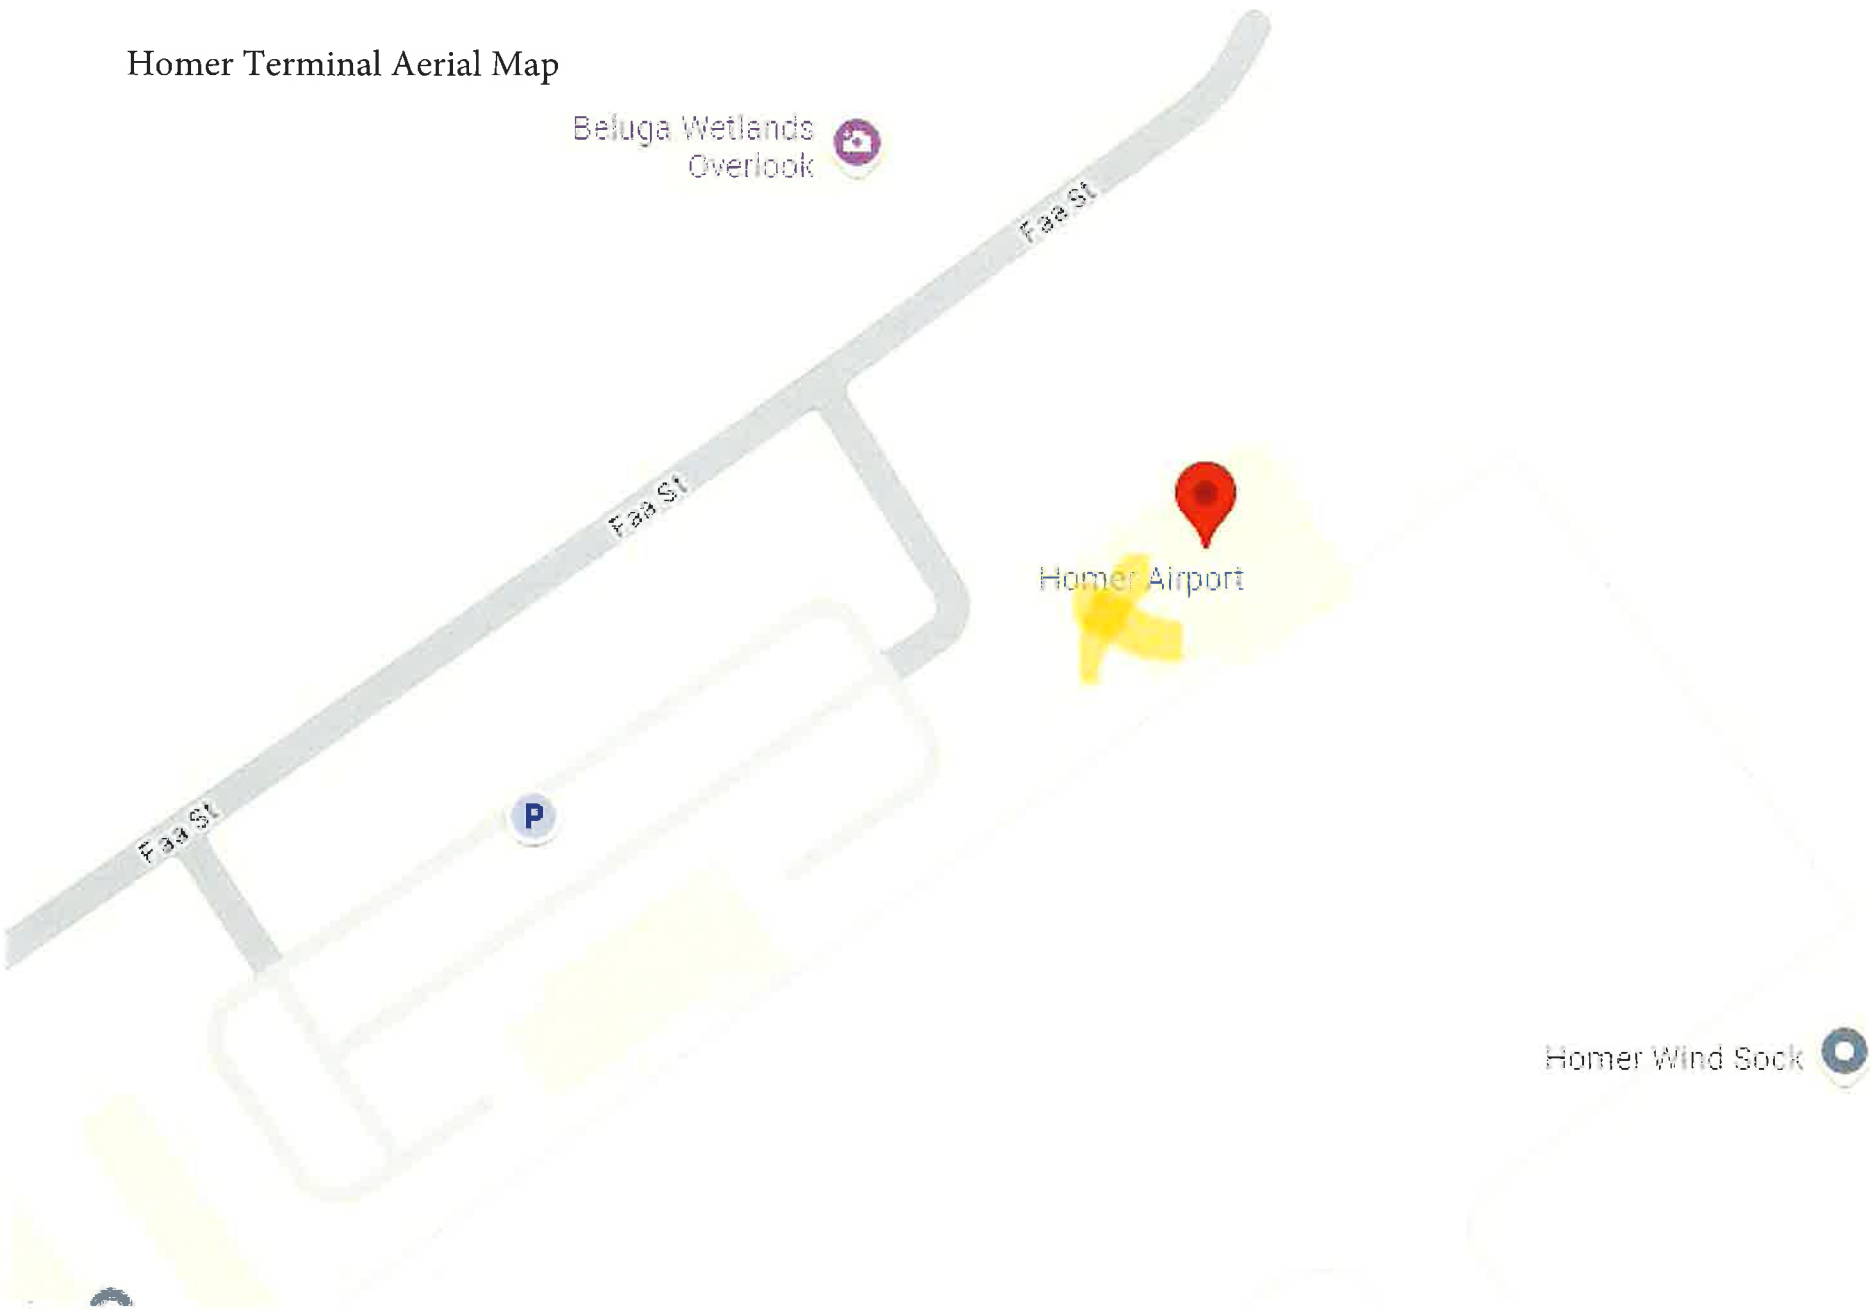 Homer Terminal Aerial Map
Beluga Wetlands
Overlook
Faa St
Faa St
Homer Airport
P
Faa St
Homer Wind Sock